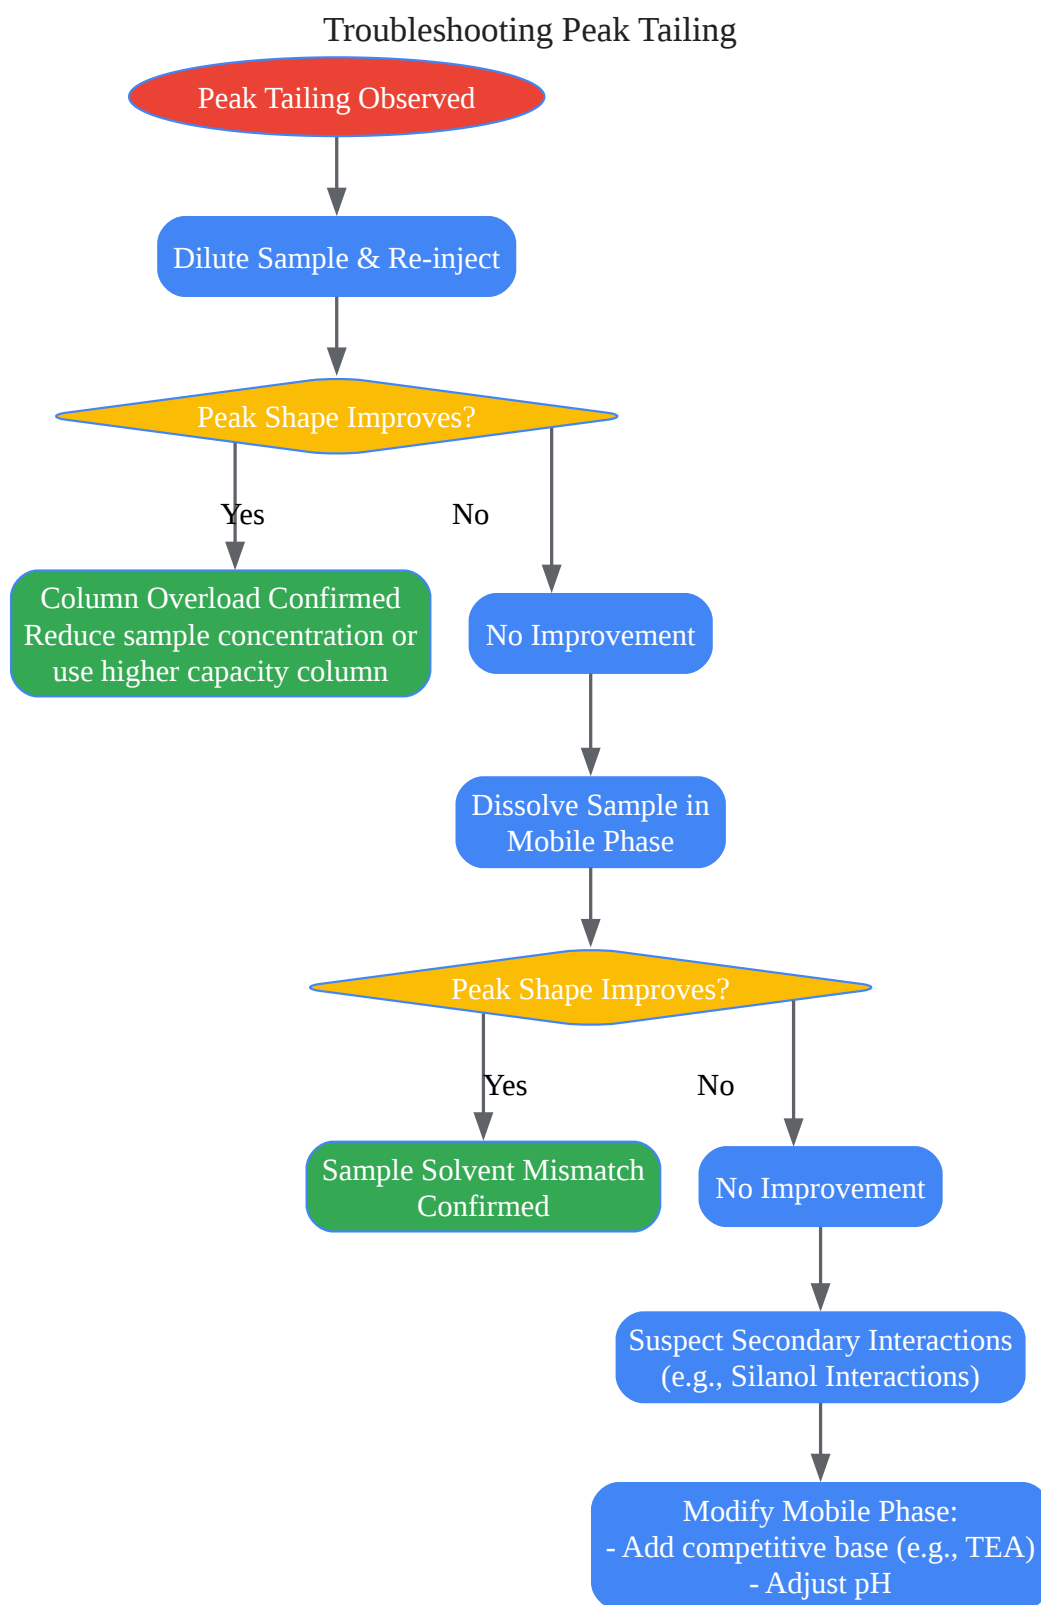 Troubleshooting Peak Tailing
Peak Tailing Observed
Dilute Sample & Re-inject
Peak Shape Improves?
Yes
No
Column Overload Confirmed
Reduce sample concentration or
use higher capacity column
No Improvement
Dissolve Sample in
Mobile Phase
Peak Shape Improves?
Yes
No
Sample Solvent Mismatch
Confirmed
No Improvement
Suspect Secondary Interactions
(e.g., Silanol Interactions)
Modify Mobile Phase:
- Add competitive base (e.g., TEA)
- Adjust pH